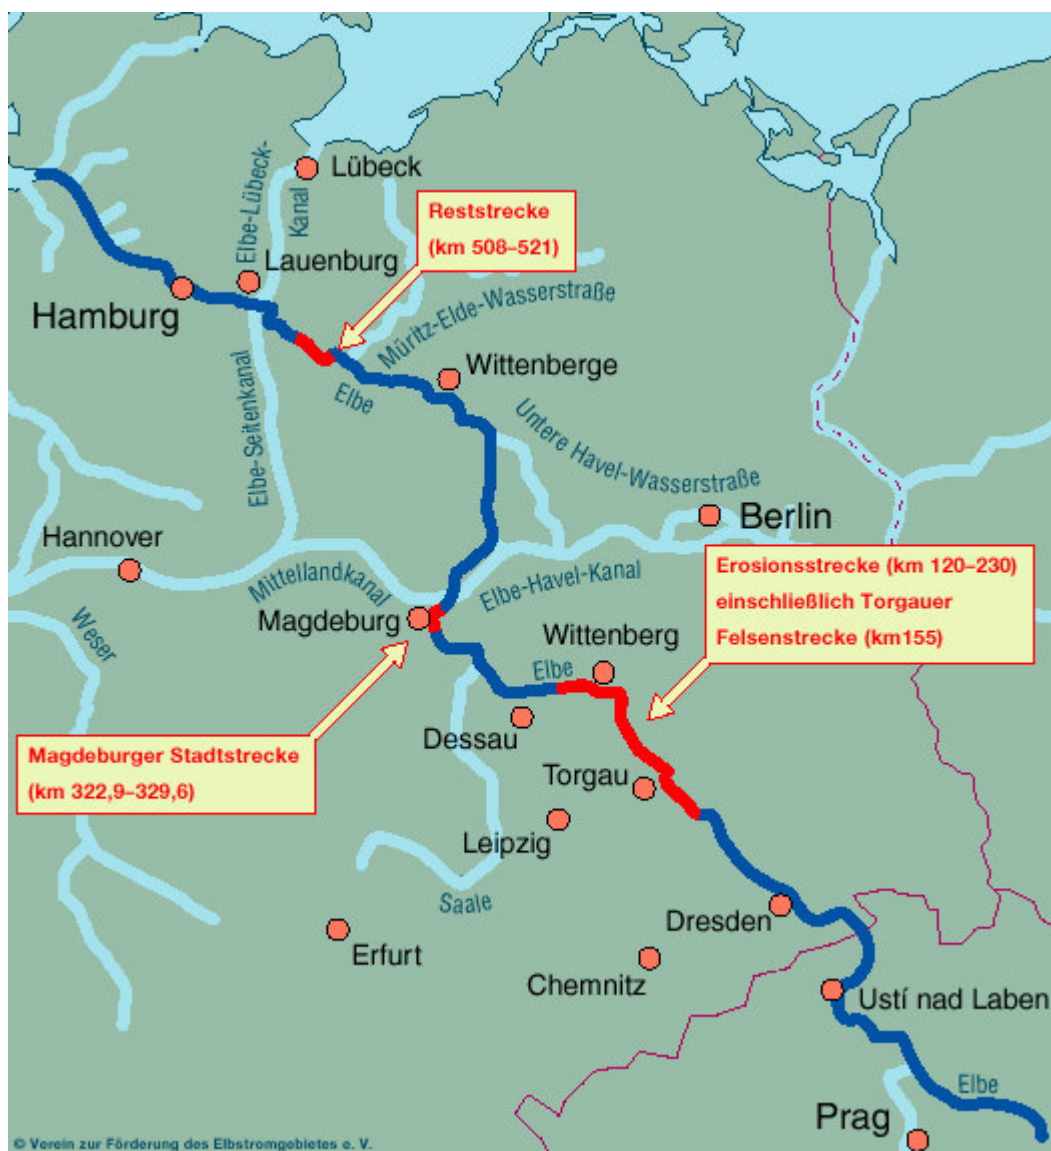 Lübeck
Elbe-Lübeck-
Kanal
Reststrecke
(km 508–521)
Lauenburg
Hamburg
Müritz-Elde-Wasserstraße
Wittenberge
Elbe
Elbe-Seitenkanal
Untere Havel-Wasserstraße
Berlin
Hannover
Mittellandkanal
Elbe-Havel-Kanal
Erosionsstrecke (km 120–230)
einschließlich Torgauer
Felsenstrecke (km155)
Weser
Magdeburg
Wittenberg
Elbe
Dessau
Magdeburger Stadtstrecke
(km 322,9–329,6)
Torgau
Leipzig
Saale
Dresden
Erfurt
Chemnitz
Ustí nad Laben
Elbe
Prag
© Verein zur Förderung des Elbstromgebietes e. V.